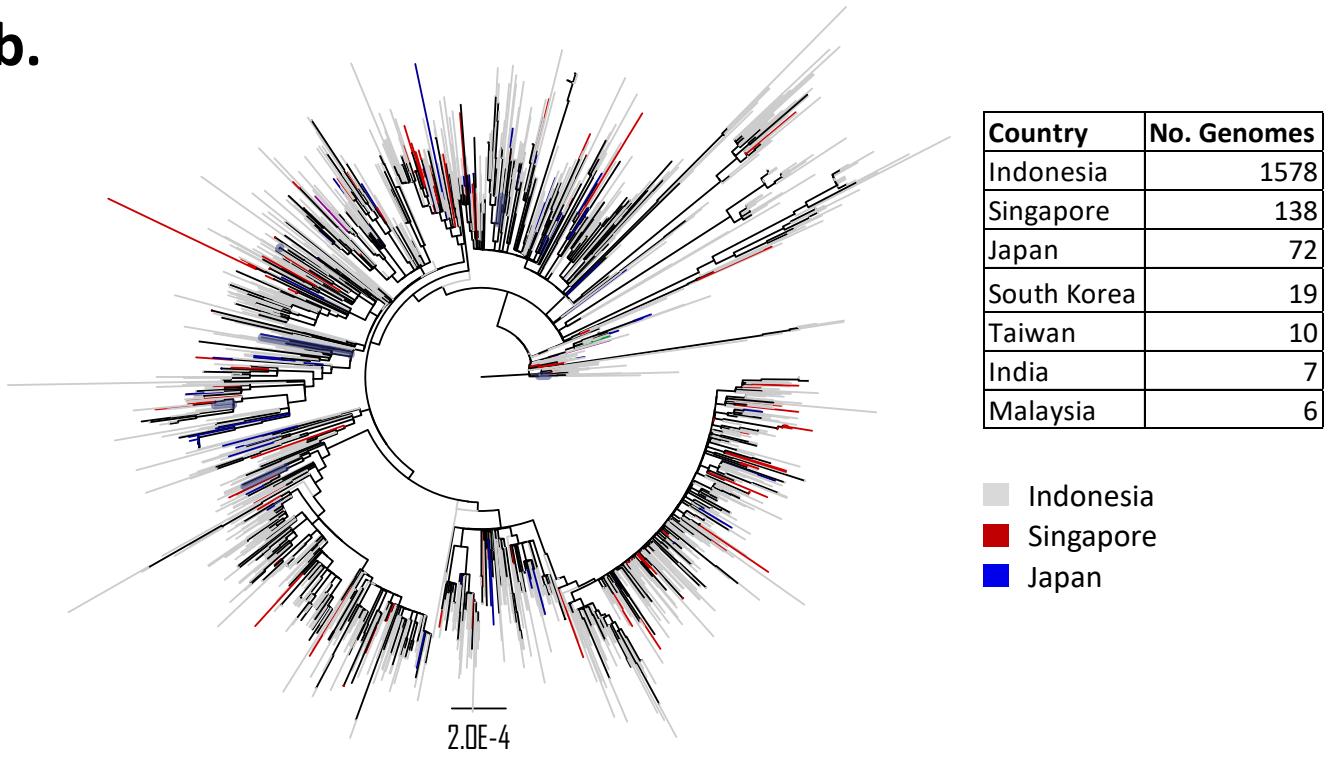 b.
Country No. Genomes
Indonesia 1578
Singapore 138
Japan 72
South Korea 19
Taiwan 10
India 7
Malaysia 6
Indonesia
Singapore
Japan
2.0E-4